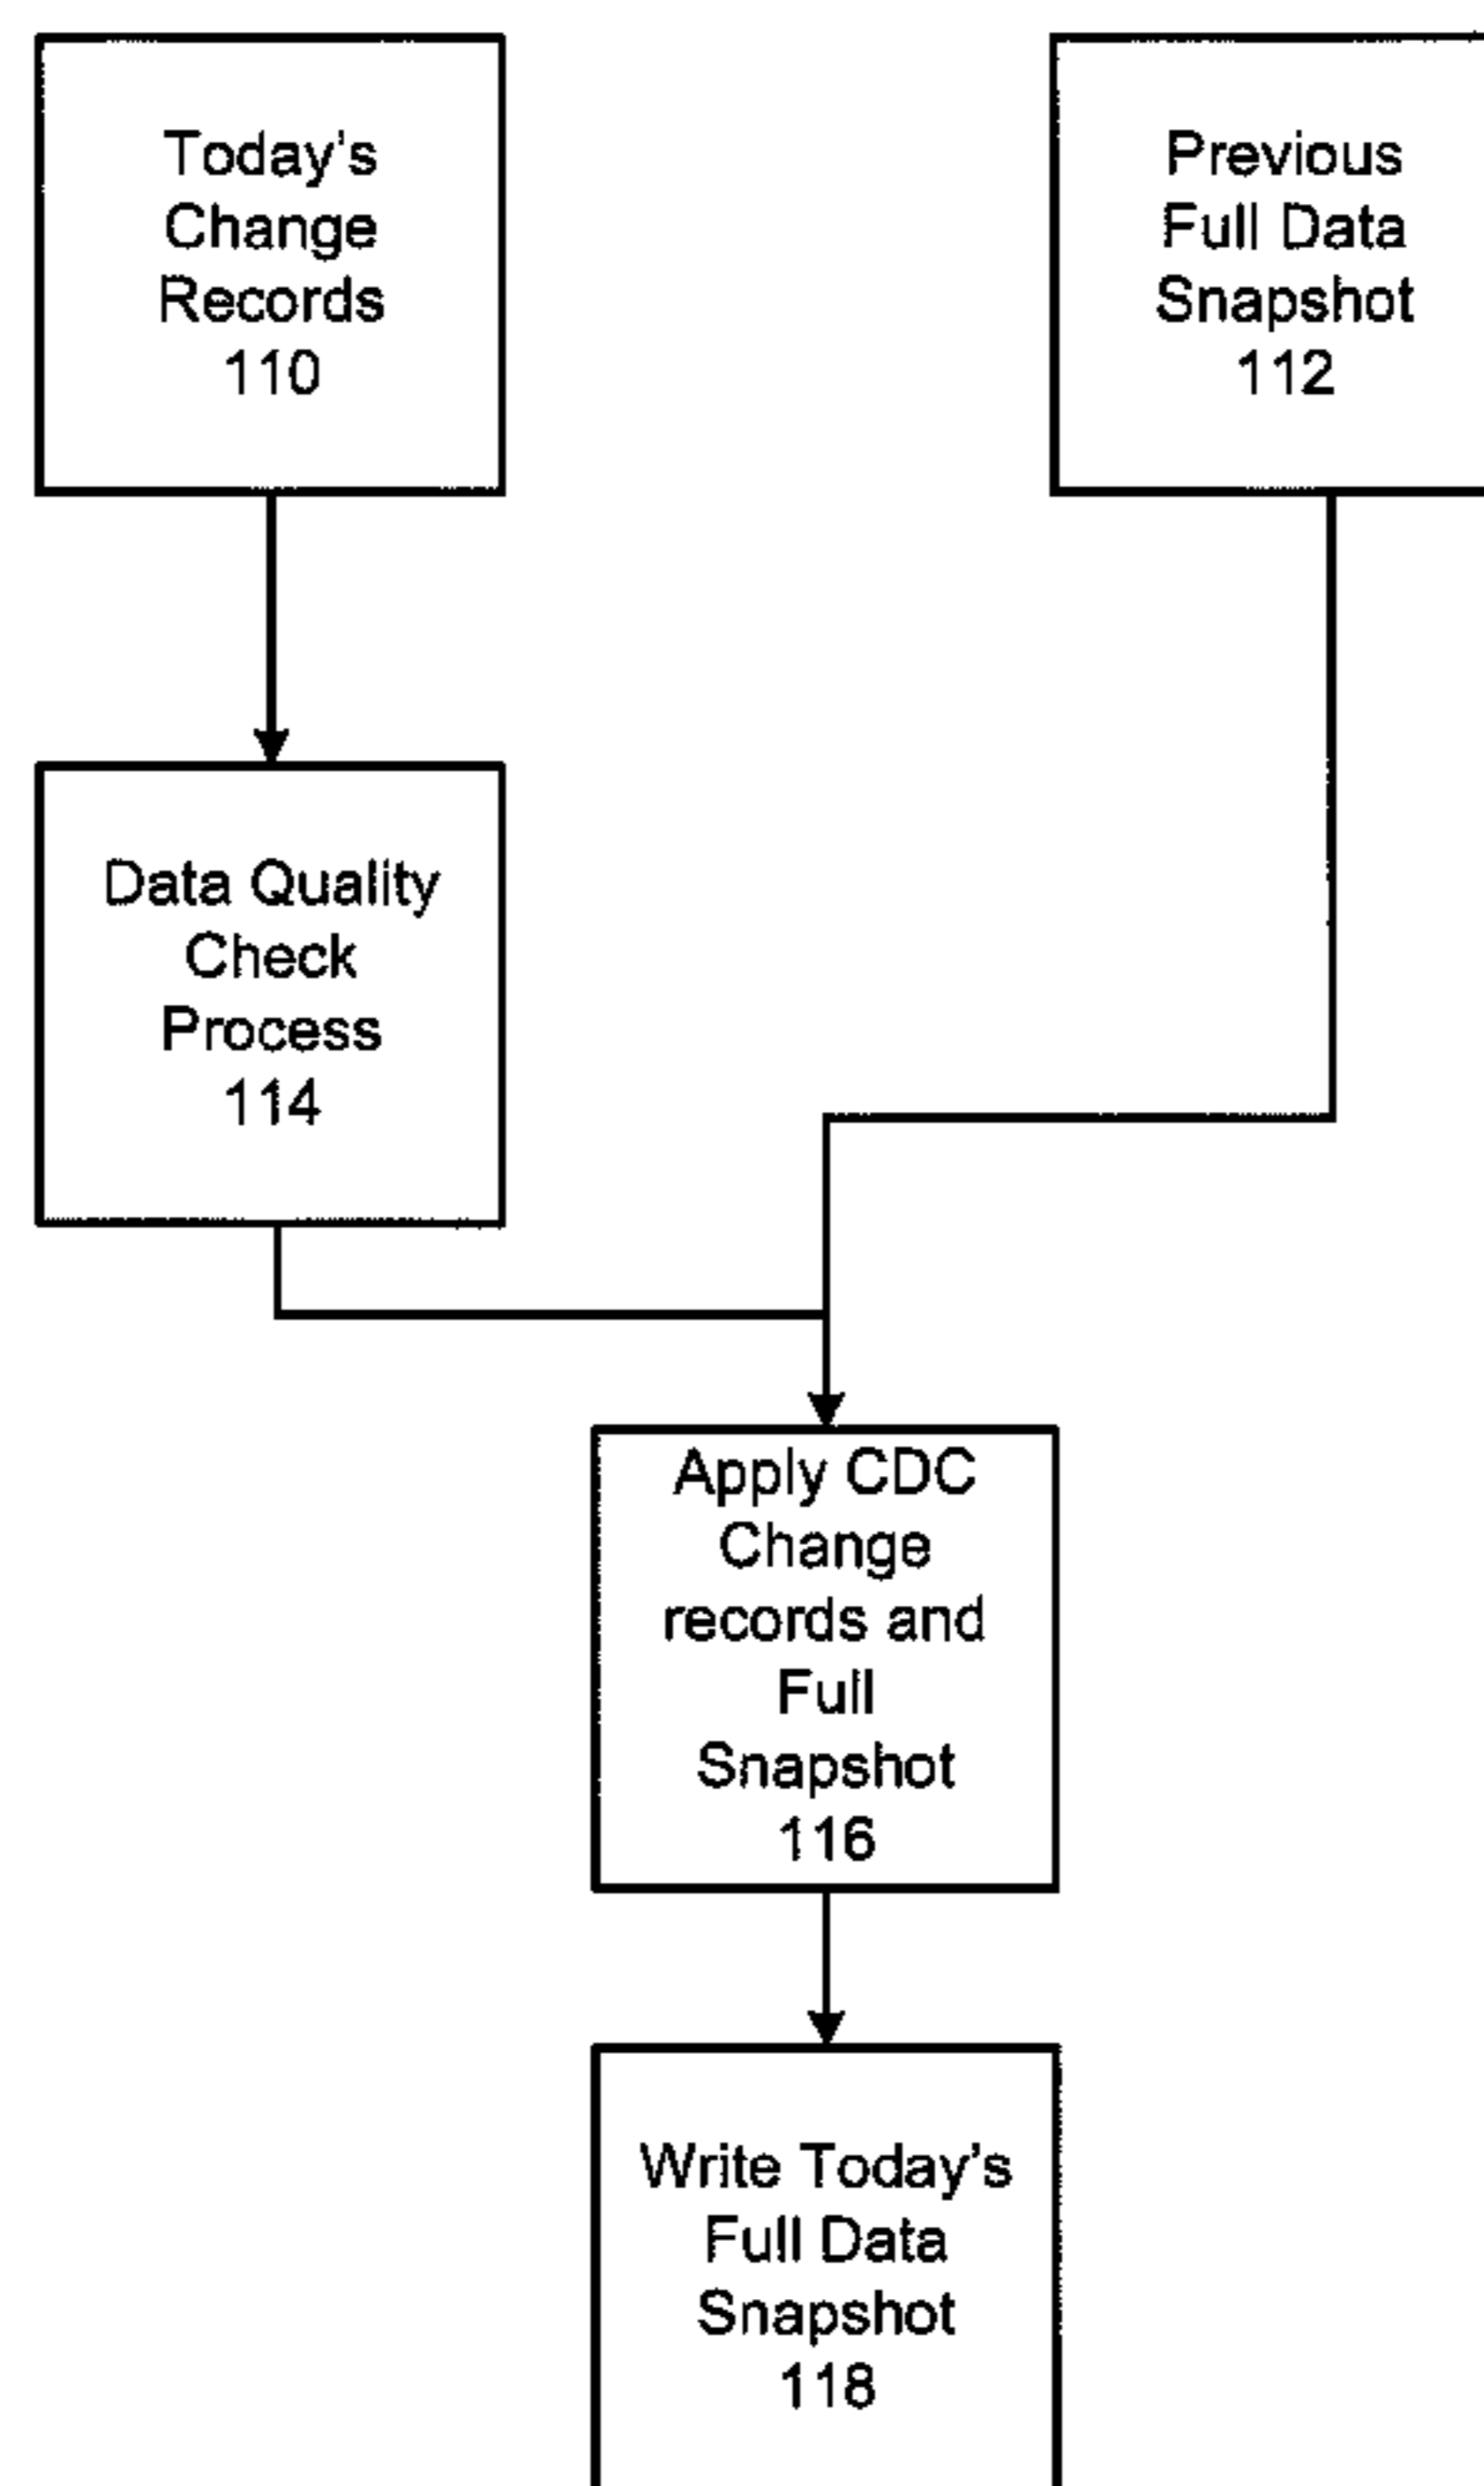 Today's
Change
Records
110
Previous
Full Data
Snapshot
112
Data Quality
Check
Process
114
Apply CDC
Change
records and
Full
Snapshot
116
Write Today's
Full Data
Snapshot
118